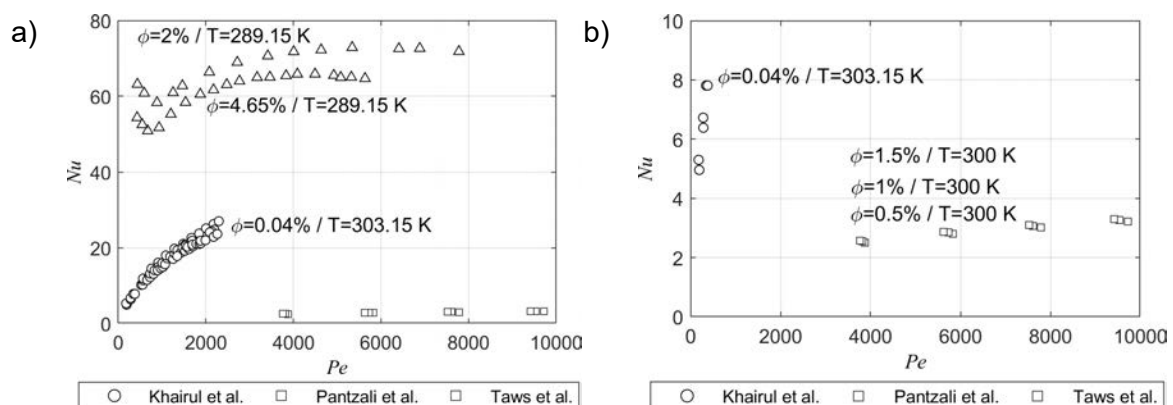 a)
ϕ=2% / T=289.15 K
ϕ=4.65% / T=289.15 K
ϕ=0.04% / T=303.15 K
80
60
40
20
0
Nu
0 2000 4000 6000 8000 10000
Pe
○ Khairul et al. □ Pantzali et al. □ Taws et al.
b)
ϕ=0.04% / T=303.15 K
ϕ=1.5% / T=300 K
ϕ=1% / T=300 K
ϕ=0.5% / T=300 K
10
8
6
4
2
0
Nu
0 2000 4000 6000 8000 10000
Pe
○ Khairul et al. □ Pantzali et al. □ Taws et al.